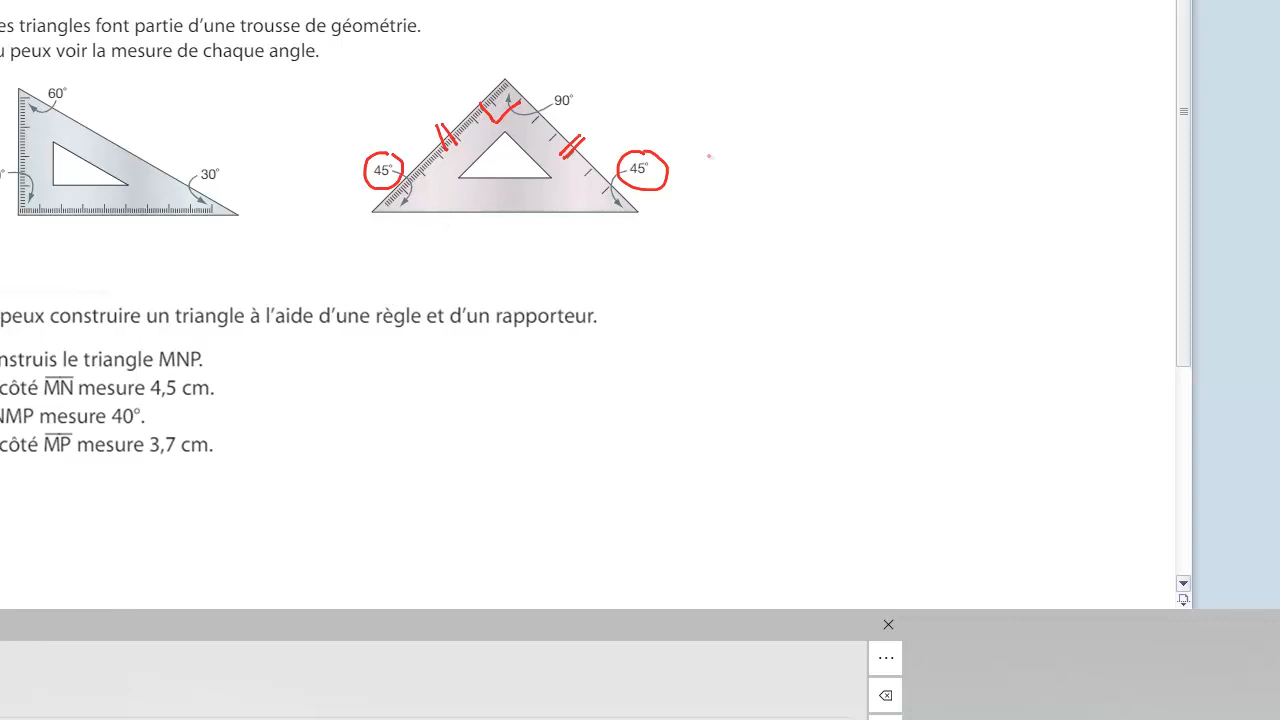 es triangles font partie d'une trousse de géométrie.
u peux voir la mesure de chaque angle.
60°
90°
45°
45°
30°
°
peux construire un triangle à l'aide d'une règle et d'un rapporteur.
nstruis le triangle MNP.
côté MN mesure 4,5 cm.
NMP mesure 40°.
côté MP mesure 3,7 cm.